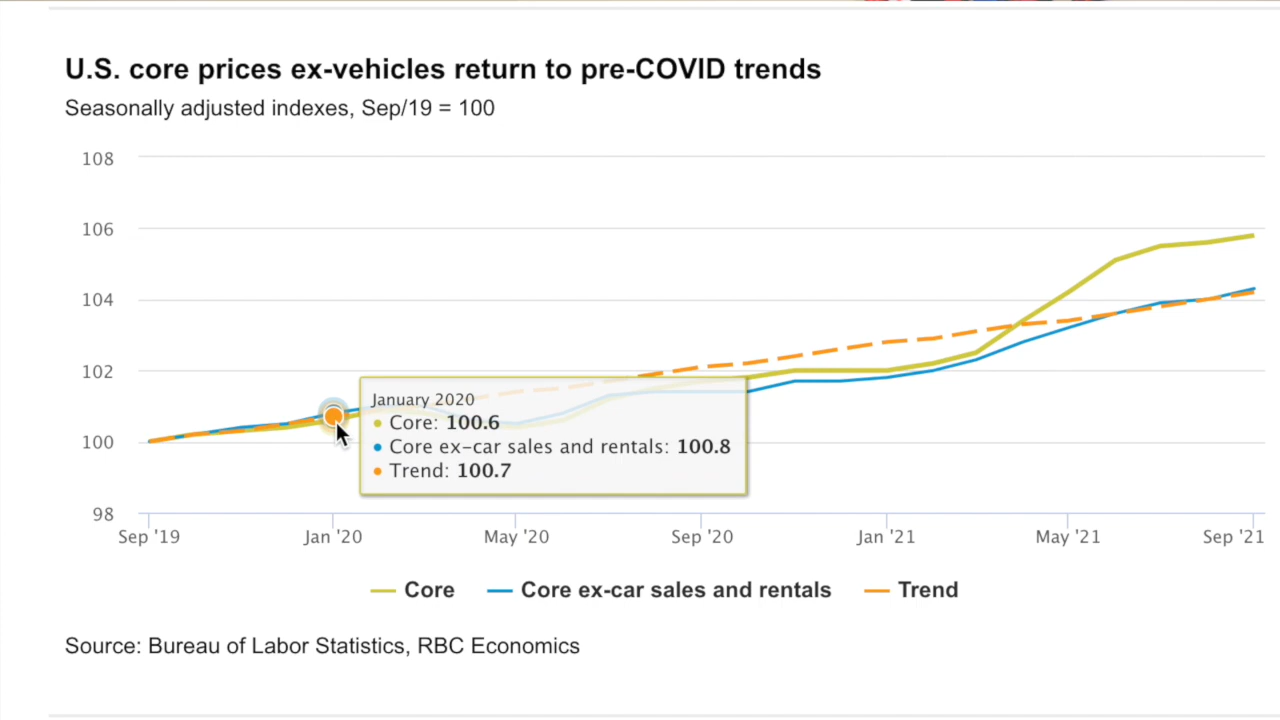 U.S. core prices ex-vehicles return to pre-COVID trends
Seasonally adjusted indexes, Sep/19 = 100
108
106
104
102
100
98
January 2020
Core: 100.6
Core ex-car sales and rentals: 100.8
Trend: 100.7
Sep '19 Jan '20 May '20 Sep '20 Jan '21 May '21 Sep '21
Core Core ex-car sales and rentals Trend
Source: Bureau of Labor Statistics, RBC Economics